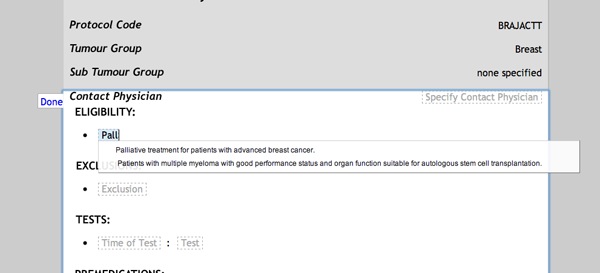 Protocol Code BRAJACTT
Tumour Group Breast
Sub Tumour Group none specified
Contact Physician Specify Contact Physician
Done
ELIGIBILITY:
• Pall
Palliative treatment for patients with advanced breast cancer.
Patients with multiple myeloma with good performance status and organ function suitable for autologous stem cell transplantation.
• Exclusion
TESTS:
• Time of Test : Test
PREMEDICATIONS: